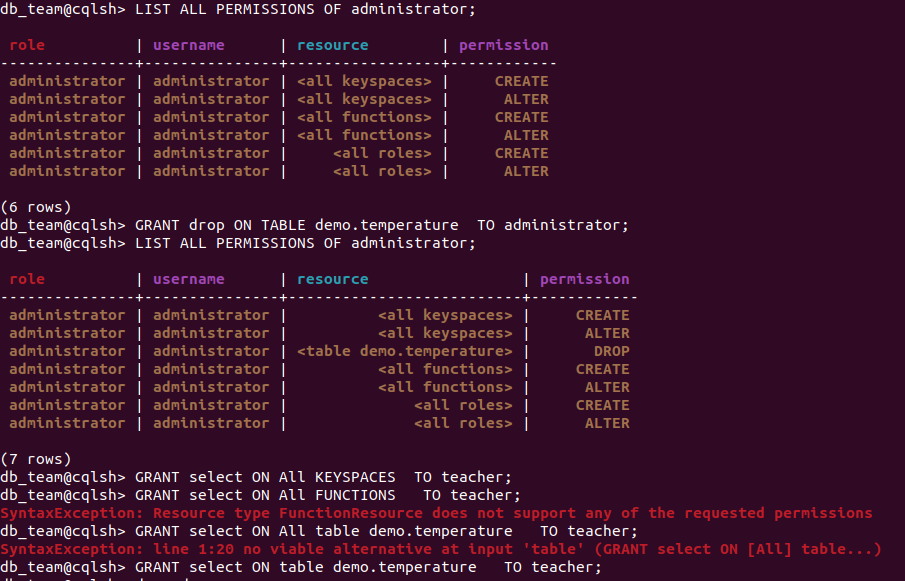 db_team@cqlsh> LIST ALL PERMISSIONS OF administrator;
role | username | resource | permission
---------------+---------------+-----------------+------------
administrator | administrator | <all keyspaces> | CREATE
administrator | administrator | <all keyspaces> | ALTER
administrator | administrator | <all functions> | CREATE
administrator | administrator | <all functions> | ALTER
administrator | administrator | <all roles> | CREATE
administrator | administrator | <all roles> | ALTER
(6 rows)
db_team@cqlsh> GRANT drop ON TABLE demo.temperature  TO administrator;
db_team@cqlsh> LIST ALL PERMISSIONS OF administrator;
role | username | resource | permission
---------------+---------------+--------------------------+------------
administrator | administrator | <all keyspaces> | CREATE
administrator | administrator | <all keyspaces> | ALTER
administrator | administrator | <table demo.temperature> | DROP
administrator | administrator | <all functions> | CREATE
administrator | administrator | <all functions> | ALTER
administrator | administrator | <all roles> | CREATE
administrator | administrator | <all roles> | ALTER
(7 rows)
db_team@cqlsh> GRANT select ON All KEYSPACES  TO teacher;
db_team@cqlsh> GRANT select ON All FUNCTIONS   TO teacher;
SyntaxException: Resource type FunctionResource does not support any of the requested permissions
db_team@cqlsh> GRANT select ON All table demo.temperature   TO teacher;
SyntaxException: line 1:20 no viable alternative at input 'table' (GRANT select ON [All] table...)
db_team@cqlsh> GRANT select ON table demo.temperature   TO teacher;